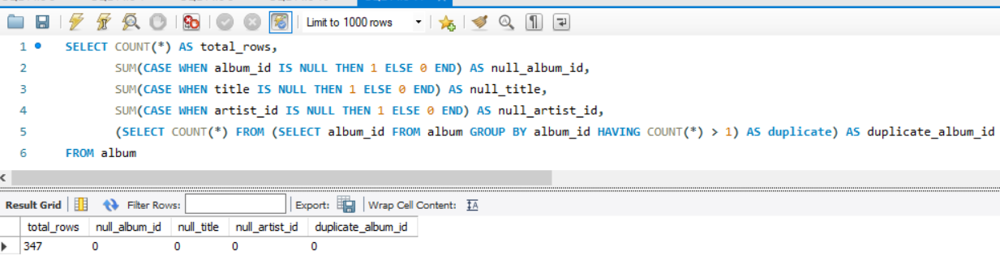 Limit to 1000 rows
1 SELECT COUNT(*) AS total_rows,
2 SUM(CASE WHEN album_id IS NULL THEN 1 ELSE 0 END) AS null_album_id,
3 SUM(CASE WHEN title IS NULL THEN 1 ELSE 0 END) AS null_title,
4 SUM(CASE WHEN artist_id IS NULL THEN 1 ELSE 0 END) AS null_artist_id,
5 (SELECT COUNT(*) FROM (SELECT album_id FROM album GROUP BY album_id HAVING COUNT(*) > 1) AS duplicate) AS duplicate_album_id
6 FROM album
Result Grid Filter Rows: Export: Wrap Cell Content:
total_rows null_album_id null_title null_artist_id duplicate_album_id
347 0 0 0 0